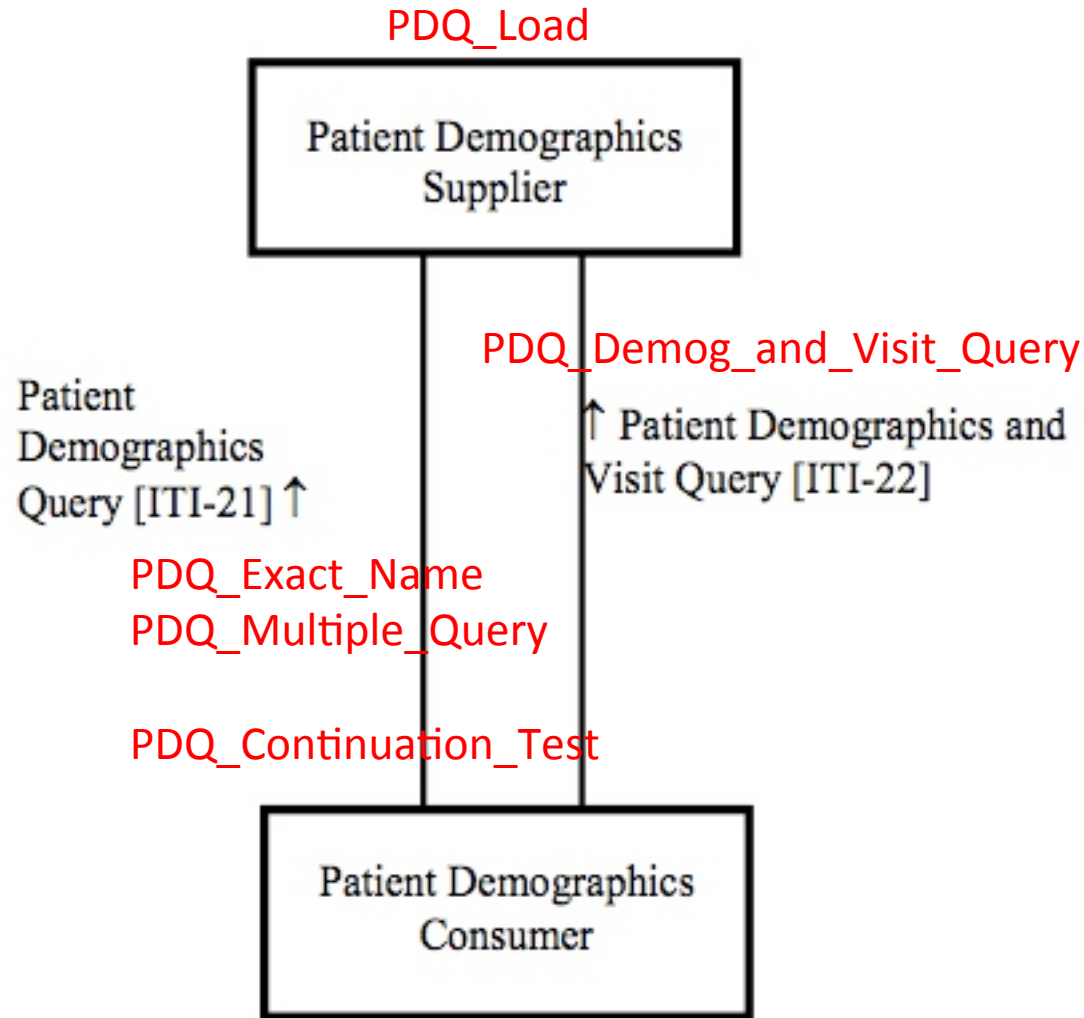 PDQ_Load
Patient Demographics
Supplier
PDQ_Demog_and_Visit_Query
Patient
Demographics
Query [ITI-21] ↑
↑ Patient Demographics and
Visit Query [ITI-22]
PDQ_Exact_Name
PDQ_Multiple_Query
PDQ_Continuation_Test
Patient Demographics
Consumer